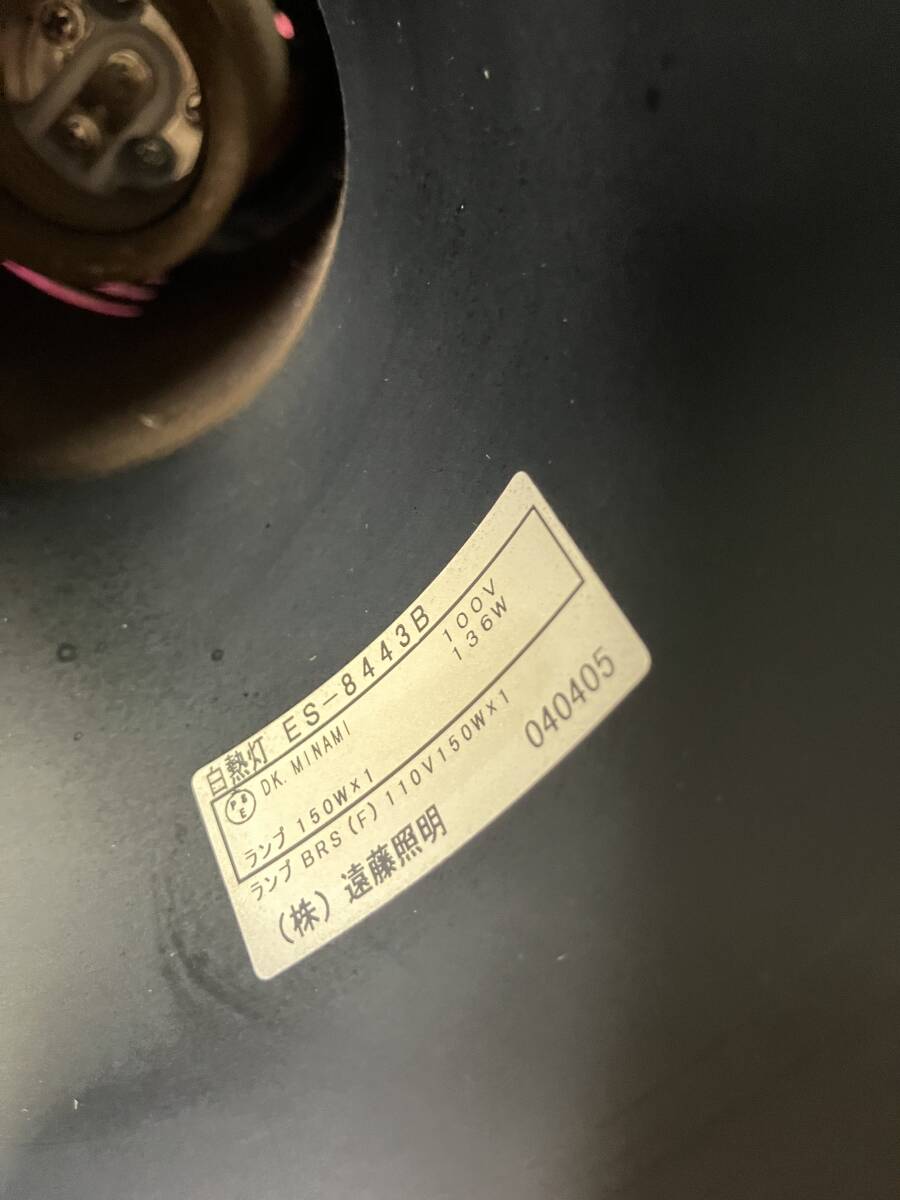 白熱灯 ES-8443B
PSE DK. MINAMI 100V
136W
ランプ 150W×1
ランプ BRS(F)110V150W×1
(株)遠藤照明 040405